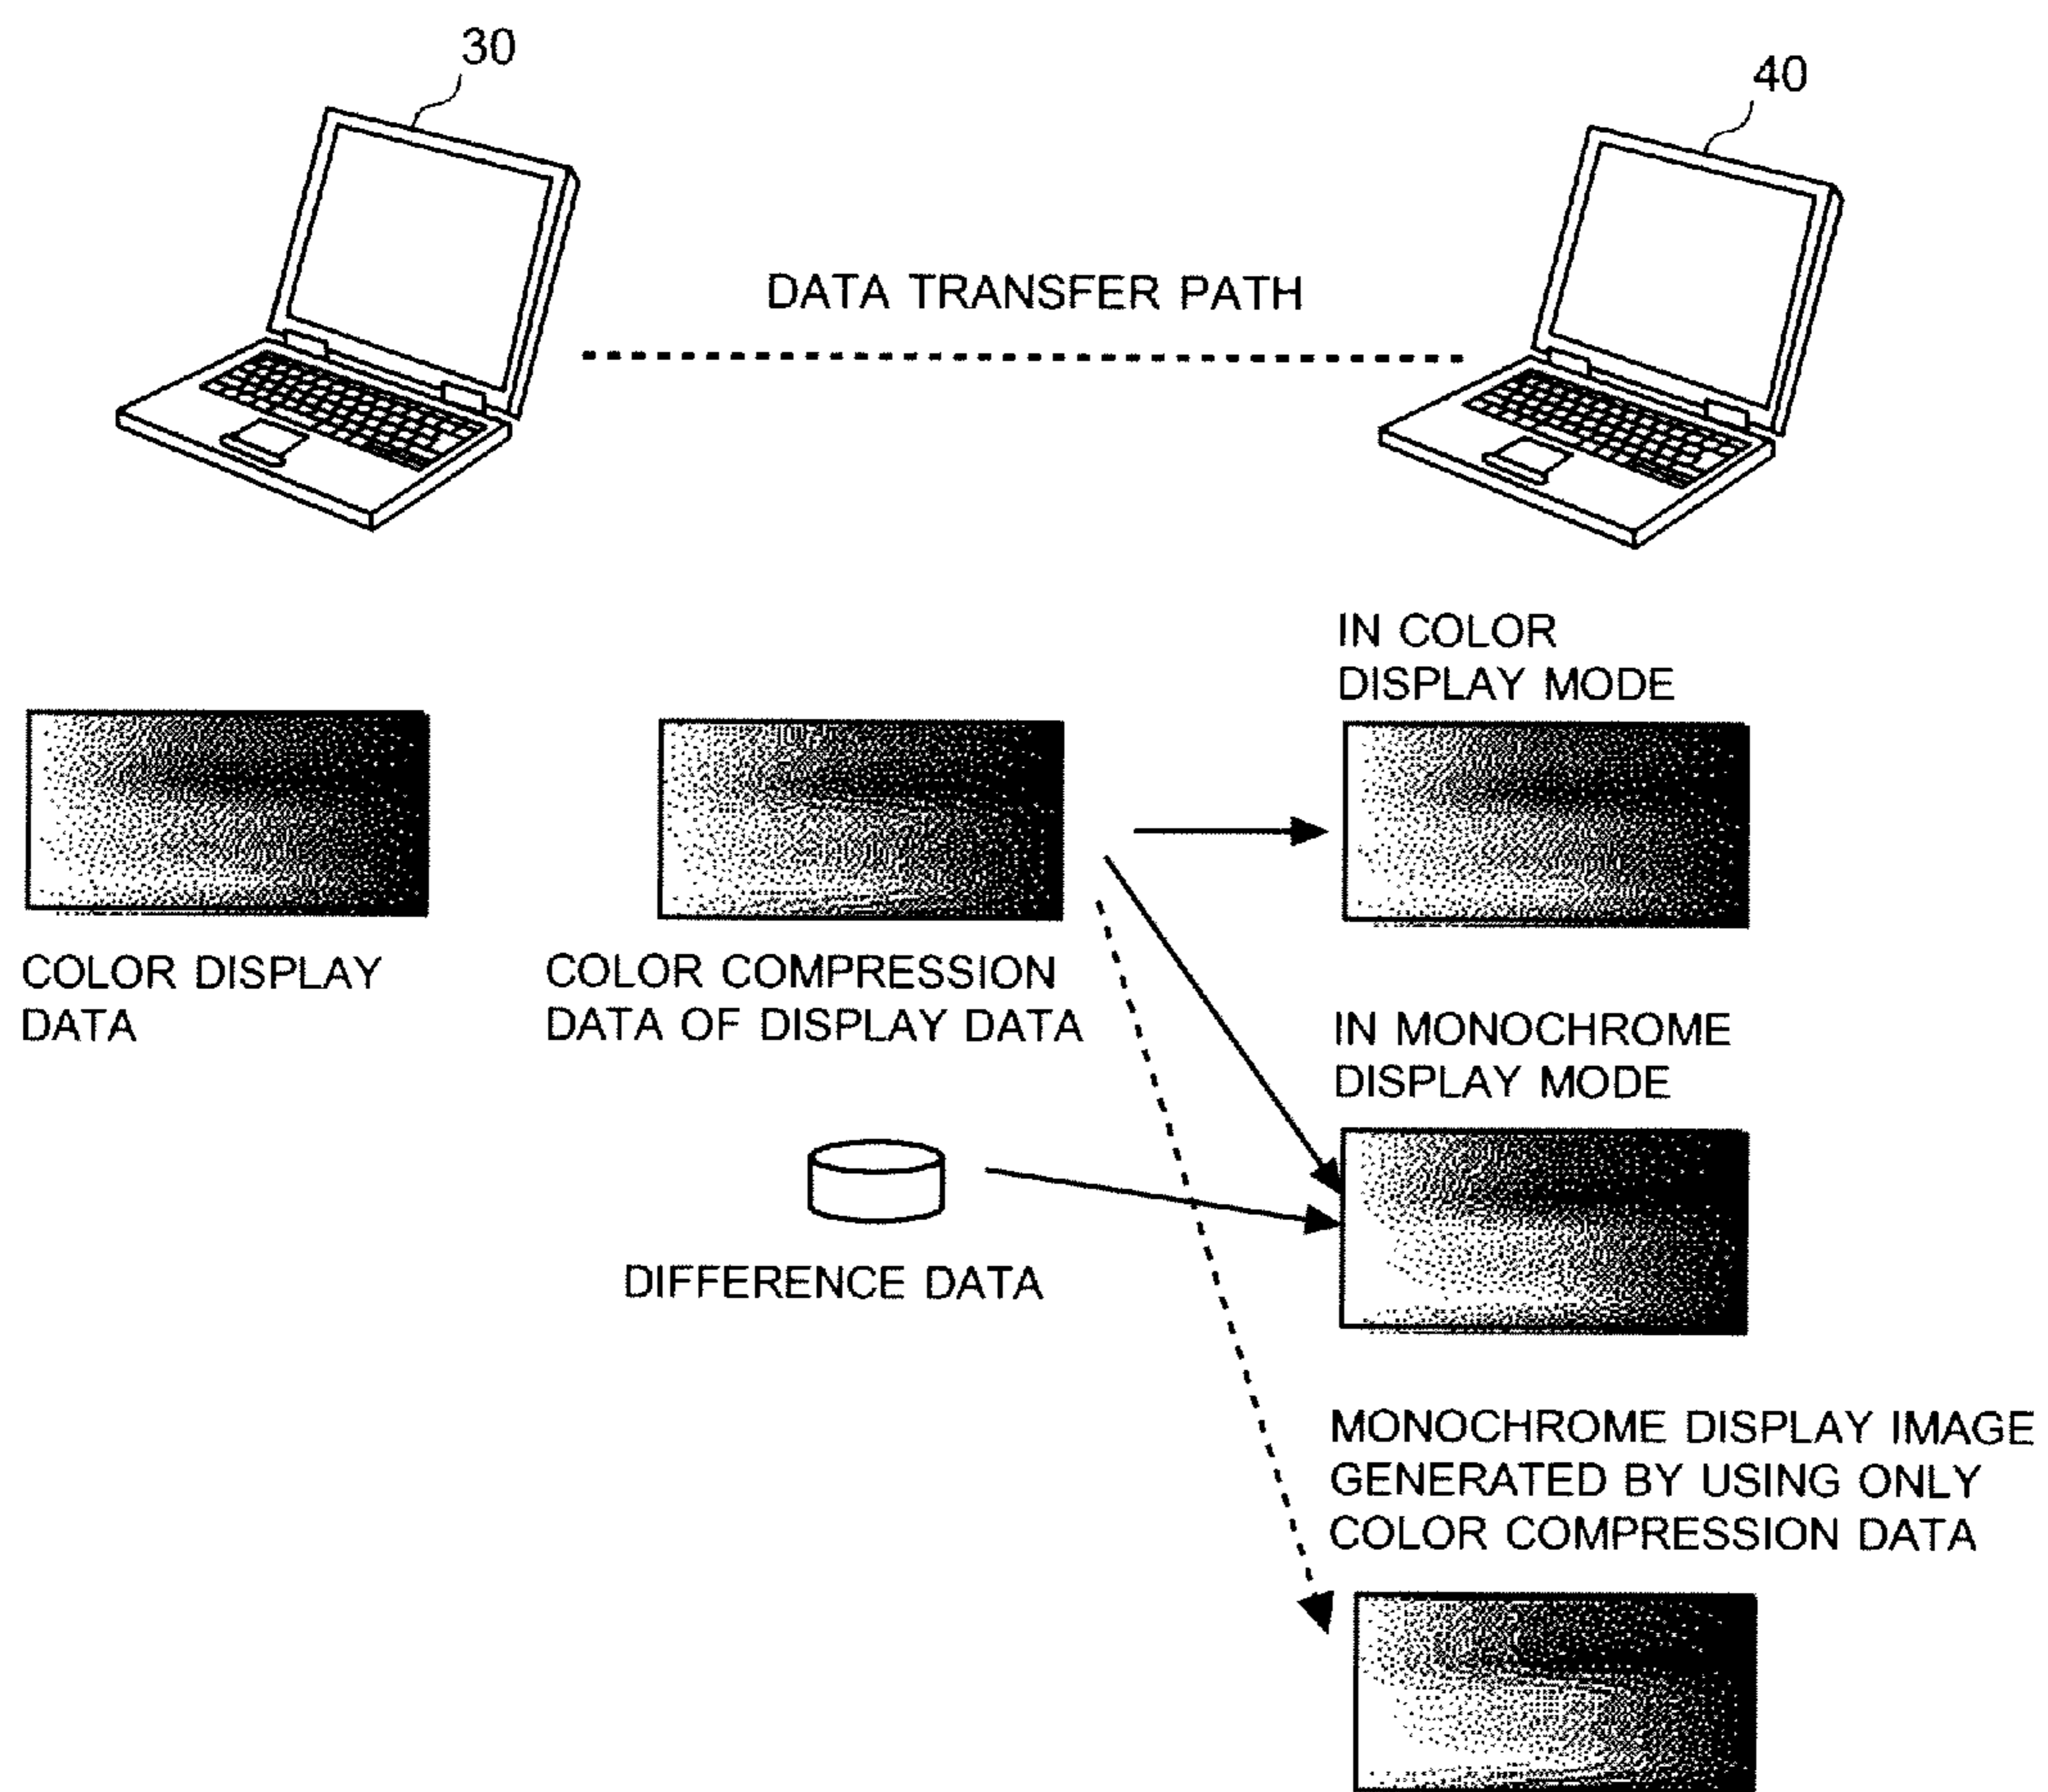 30
40
DATA TRANSFER PATH
IN COLOR
DISPLAY MODE
COLOR DISPLAY
DATA
COLOR COMPRESSION
DATA OF DISPLAY DATA
IN MONOCHROME
DISPLAY MODE
DIFFERENCE DATA
MONOCHROME DISPLAY IMAGE
GENERATED BY USING ONLY
COLOR COMPRESSION DATA